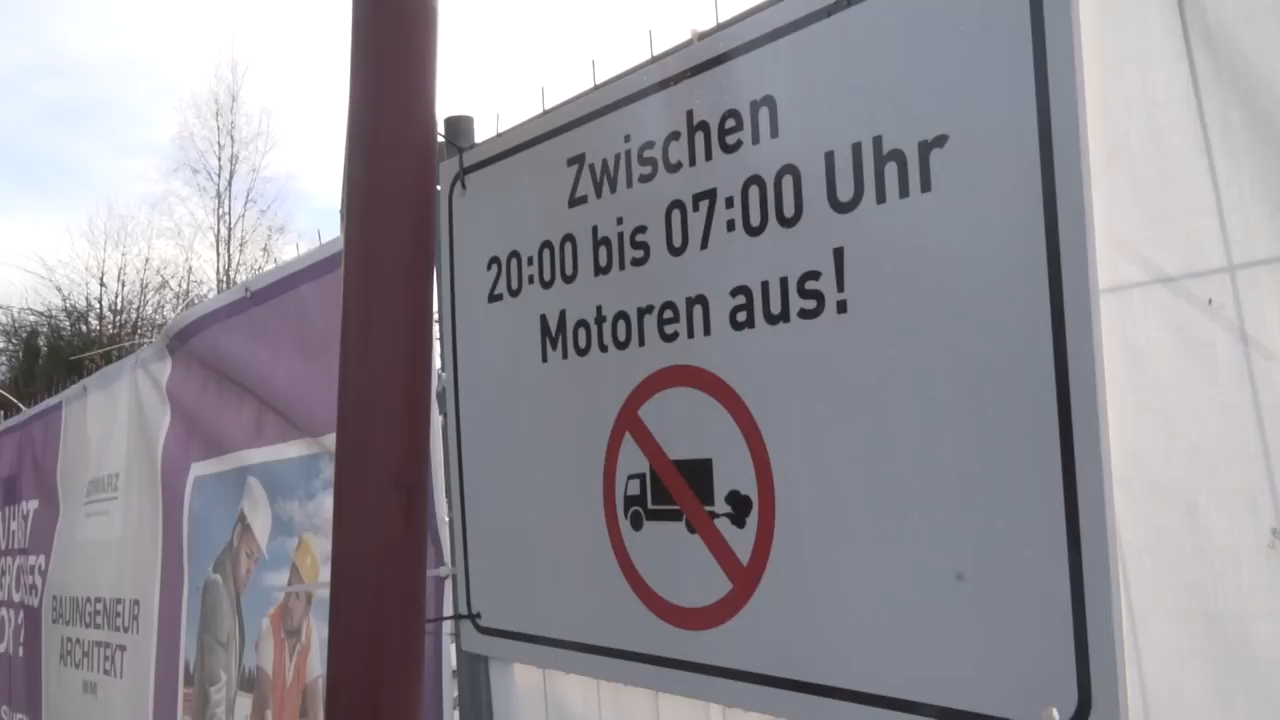 Zwischen
20:00 bis 07:00 Uhr
Motoren aus!
BAUINGENIEUR
ARCHITEKT